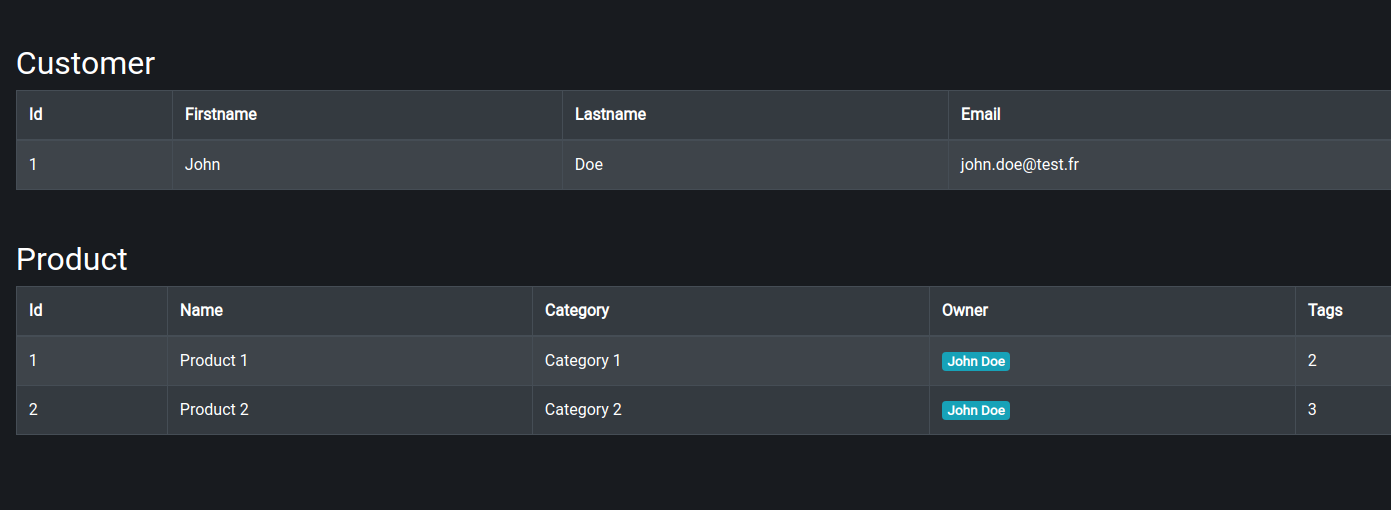 Customer
Id Firstname Lastname Email
1 John Doe john.doe@test.fr
Product
Id Name Category Owner Tags
1 Product 1 Category 1 John Doe 2
2 Product 2 Category 2 John Doe 3